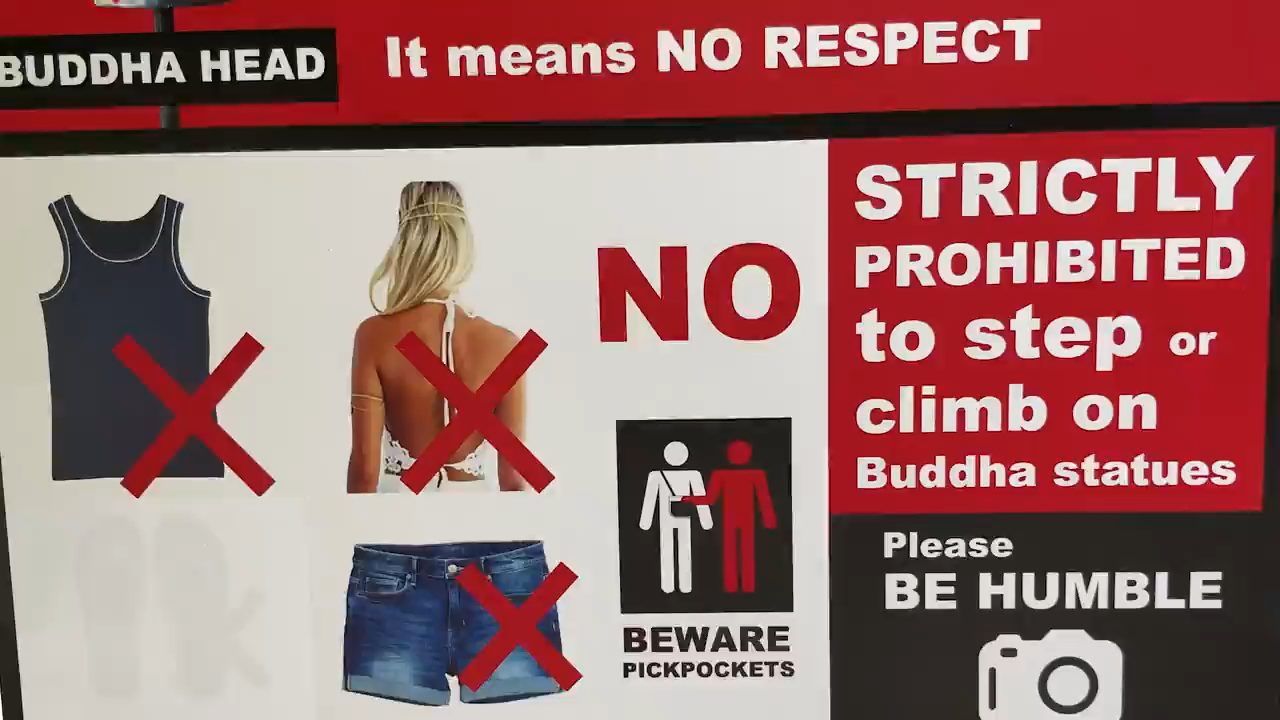 BUDDHA HEAD
It means NO RESPECT
NO
BEWARE
PICKPOCKETS
STRICTLY
PROHIBITED
to step or
climb on
Buddha statues
Please
BE HUMBLE